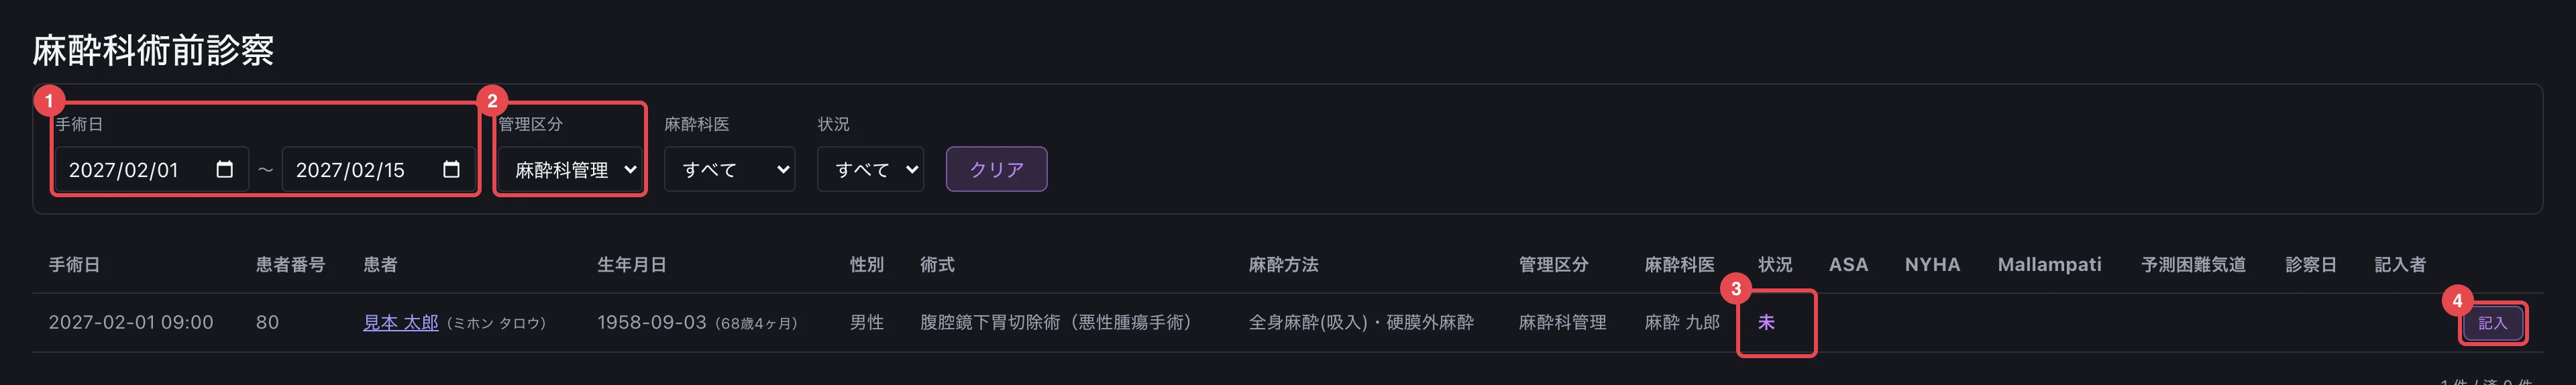 麻酔科術前診察
1 2
手術日 管理区分 麻酔科医 状況
2027/02/01 ～ 2027/02/15 麻酔科管理 すべて すべて クリア
手術日 患者番号 患者 生年月日 性別 術式 麻酔方法 管理区分 麻酔科医 状況 ASA NYHA Mallampati 予測困難気道 診察日 記入者
3 4
2027-02-01 09:00 80 見本 太郎（ミホン タロウ） 1958-09-03（68歳4ヶ月） 男性 腹腔鏡下胃切除術（悪性腫瘍手術） 全身麻酔(吸入)・硬膜外麻酔 麻酔科管理 麻酔 九郎 未 記入